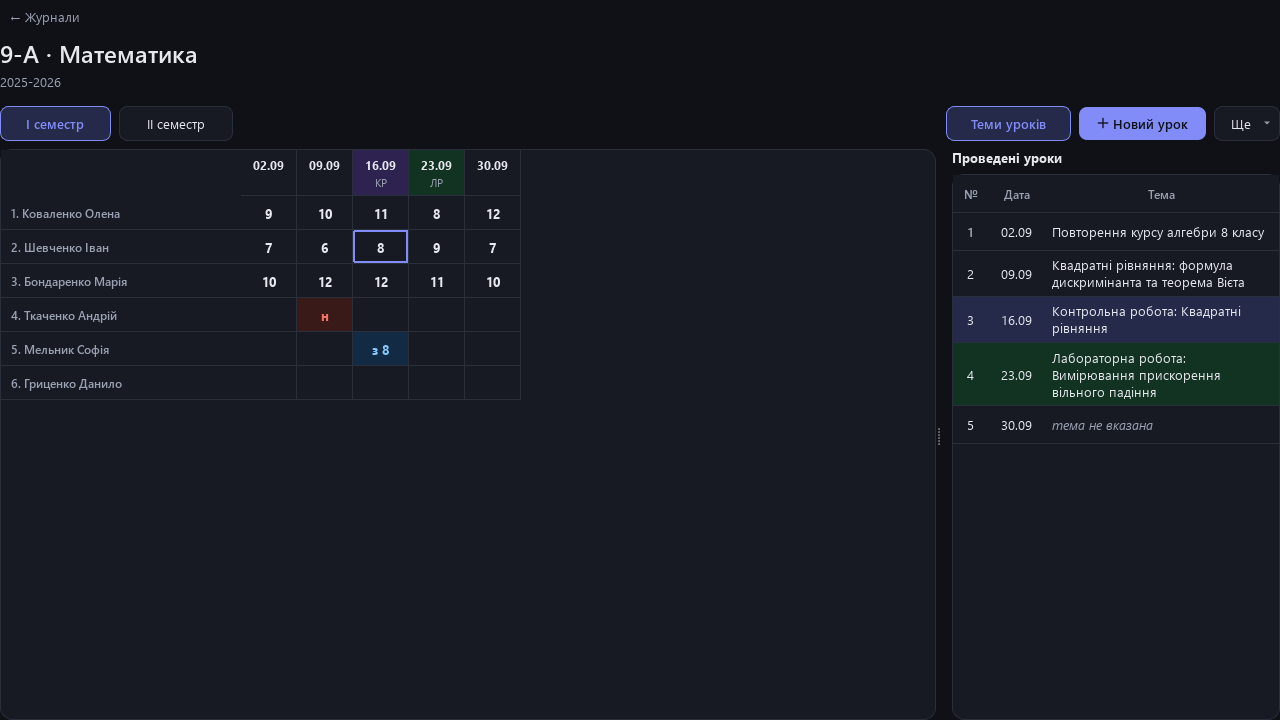 ← Журнали
9-А · Математика
2025-2026
І семестр
ІІ семестр
Теми уроків
+ Новий урок
Ще
02.09 09.09 16.09 23.09 30.09
КР ЛР
1. Коваленко Олена 9 10 11 8 12
2. Шевченко Іван 7 6 8 9 7
3. Бондаренко Марія 10 12 12 11 10
4. Ткаченко Андрій н
5. Мельник Софія з 8
6. Гриценко Данило
Проведені уроки
№ Дата Тема
1 02.09 Повторення курсу алгебри 8 класу
2 09.09 Квадратні рівняння: формула
дискримінанта та теорема Вієта
3 16.09 Контрольна робота: Квадратні
рівняння
4 23.09 Лабораторна робота:
Вимірювання прискорення
вільного падіння
5 30.09 тема не вказана